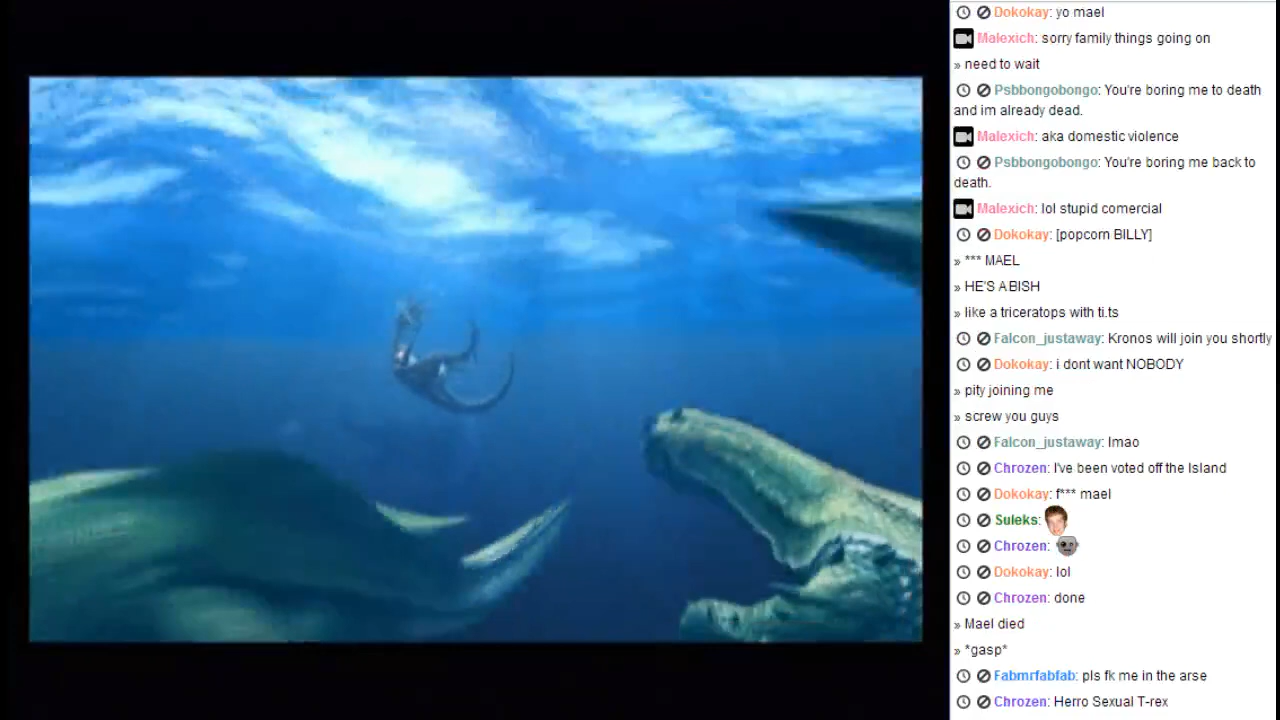 Dokokay: yo mael
Malexich: sorry family things going on
» need to wait
Psbbongobongo: You're boring me to death
and im already dead.
Malexich: aka domestic violence
Psbbongobongo: You're boring me back to
death.
Malexich: lol stupid comercial
Dokokay: [popcorn BILLY]
» *** MAEL
» HE'S A BISH
» like a triceratops with ti.ts
Falcon_justaway: Kronos will join you shortly
Dokokay: i dont want NOBODY
» pity joining me
» screw you guys
Falcon_justaway: lmao
Chrozen: I've been voted off the Island
Dokokay: f*** mael
Suleks:
Chrozen:
Dokokay: lol
Chrozen: done
» Mael died
» *gasp*
Fabmrfabfab: pls fk me in the arse
Chrozen: Herro Sexual T-rex